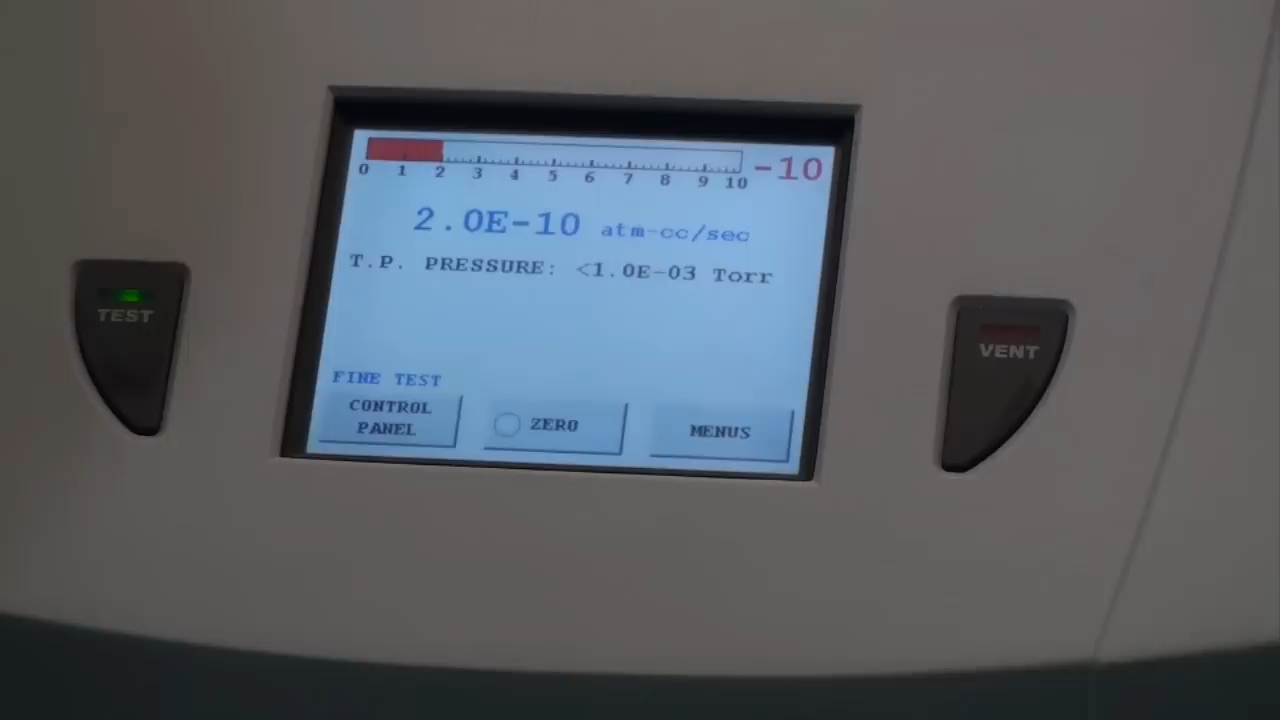 0 1 2 3 4 5 6 7 8 9 10 -10
2.0E-10 atm-cc/sec
T.P. PRESSURE: <1.0E-03 Torr
TEST
VENT
FINE TEST
CONTROL
PANEL
ZERO
MENUS